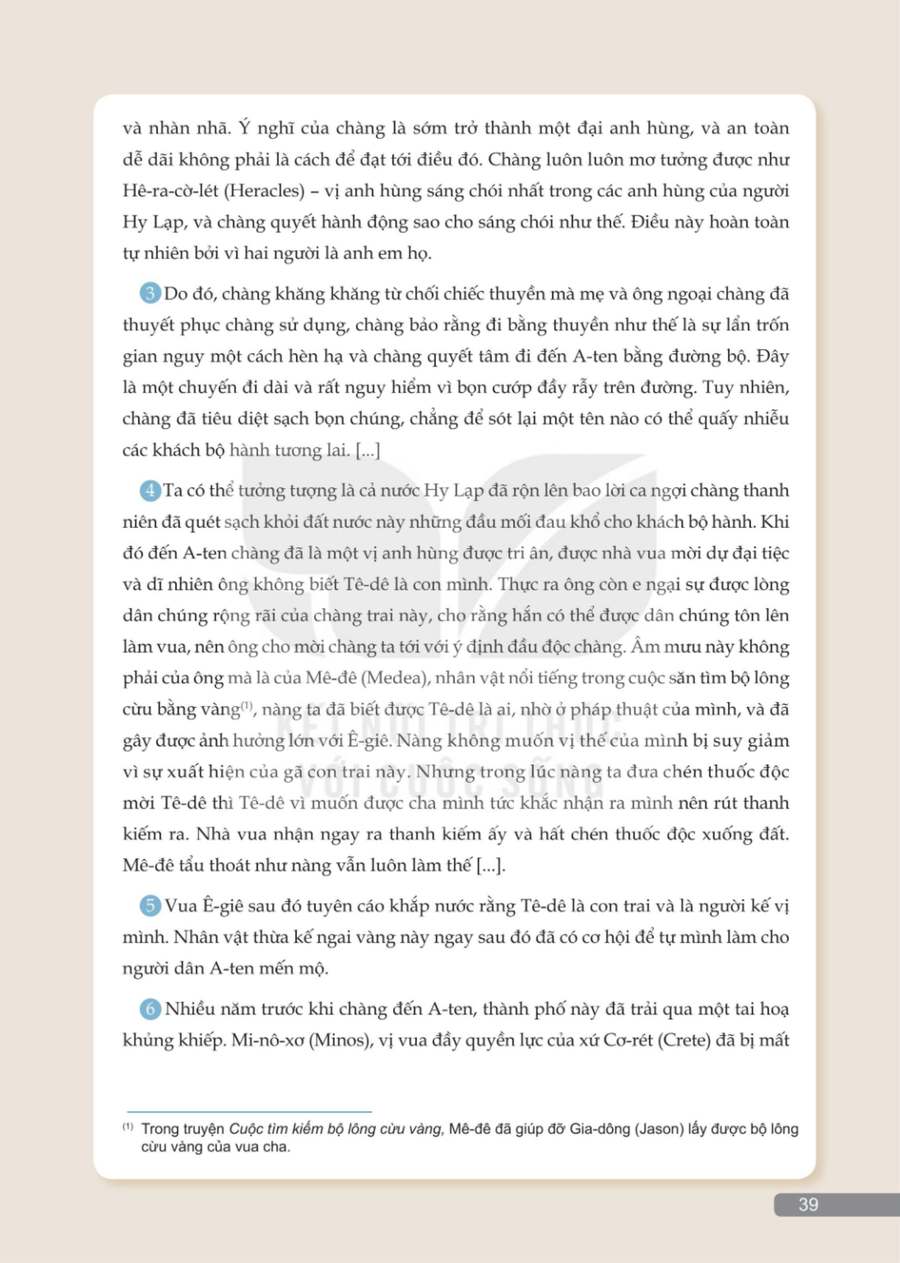 và nhàn nhã. Ý nghĩ của chàng là sớm trở thành một đại anh hùng, và an toàn
dễ dãi không phải là cách để đạt tới điều đó. Chàng luôn luôn mơ tưởng được như
Hê-ra-cờ-lét (Heracles) – vị anh hùng sáng chói nhất trong các anh hùng của người
Hy Lạp, và chàng quyết hành động sao cho sáng chói như thế. Điều này hoàn toàn
tự nhiên bởi vì hai người là anh em họ.
3 Do đó, chàng khăng khăng từ chối chiếc thuyền mà mẹ và ông ngoại chàng đã
thuyết phục chàng sử dụng, chàng bảo rằng đi bằng thuyền như thế là sự lẩn trốn
gian nguy một cách hèn hạ và chàng quyết tâm đi đến A-ten bằng đường bộ. Đây
là một chuyến đi dài và rất nguy hiểm vì bọn cướp đầy rẫy trên đường. Tuy nhiên,
chàng đã tiêu diệt sạch bọn chúng, chẳng để sót lại một tên nào có thể quấy nhiễu
các khách bộ hành tương lai. [...]
4 Ta có thể tưởng tượng là cả nước Hy Lạp đã rộn lên bao lời ca ngợi chàng thanh
niên đã quét sạch khỏi đất nước này những đầu mối đau khổ cho khách bộ hành. Khi
đó đến A-ten chàng đã là một vị anh hùng được tri ân, được nhà vua mời dự đại tiệc
và dĩ nhiên ông không biết Tê-dê là con mình. Thực ra ông còn e ngại sự được lòng
dân chúng rộng rãi của chàng trai này, cho rằng hắn có thể được dân chúng tôn lên
làm vua, nên ông cho mời chàng ta tới với ý định đầu độc chàng. Âm mưu này không
phải của ông mà là của Mê-đê (Medea), nhân vật nổi tiếng trong cuộc săn tìm bộ lông
cừu bằng vàng(1), nàng ta đã biết được Tê-dê là ai, nhờ ở pháp thuật của mình, và đã
gây được ảnh hưởng lớn với Ê-giê. Nàng không muốn vị thế của mình bị suy giảm
vì sự xuất hiện của gã con trai này. Nhưng trong lúc nàng ta đưa chén thuốc độc
mời Tê-dê thì Tê-dê vì muốn được cha mình tức khắc nhận ra mình nên rút thanh
kiếm ra. Nhà vua nhận ngay ra thanh kiếm ấy và hất chén thuốc độc xuống đất.
Mê-đê tẩu thoát như nàng vẫn luôn làm thế [...].
5 Vua Ê-giê sau đó tuyên cáo khắp nước rằng Tê-dê là con trai và là người kế vị
mình. Nhân vật thừa kế ngai vàng này ngay sau đó đã có cơ hội để tự mình làm cho
người dân A-ten mến mộ.
6 Nhiều năm trước khi chàng đến A-ten, thành phố này đã trải qua một tai hoạ
khủng khiếp. Mi-nô-xơ (Minos), vị vua đầy quyền lực của xứ Cơ-rét (Crete) đã bị mất
KẾT NỐI TRI THỨC
VỚI CUỘC SỐNG
(1) Trong truyện Cuộc tìm kiếm bộ lông cừu vàng, Mê-đê đã giúp đỡ Gia-dông (Jason) lấy được bộ lông
cừu vàng của vua cha.
39